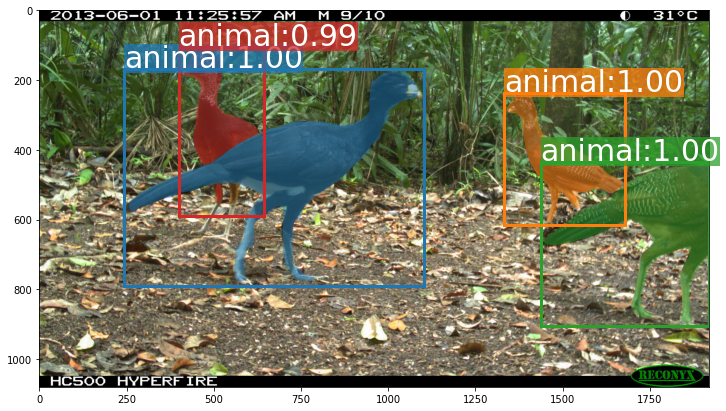 2013-06-01 11:25:57 AM M 9/10 31°C
animal:0.99
animal:1.00
animal:1.00
animal:1.00
HC500 HYPERFIRE
RECONYX
0
200
400
600
800
1000
0 250 500 750 1000 1250 1500 1750